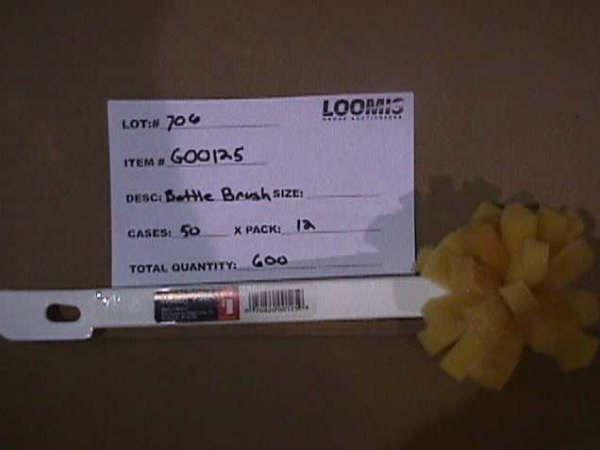 LOOMIS
LOT:# 706
ITEM # G00125
DESC: Bottle Brush SIZE:
CASES: 50 X PACK: 12
TOTAL QUANTITY: 600